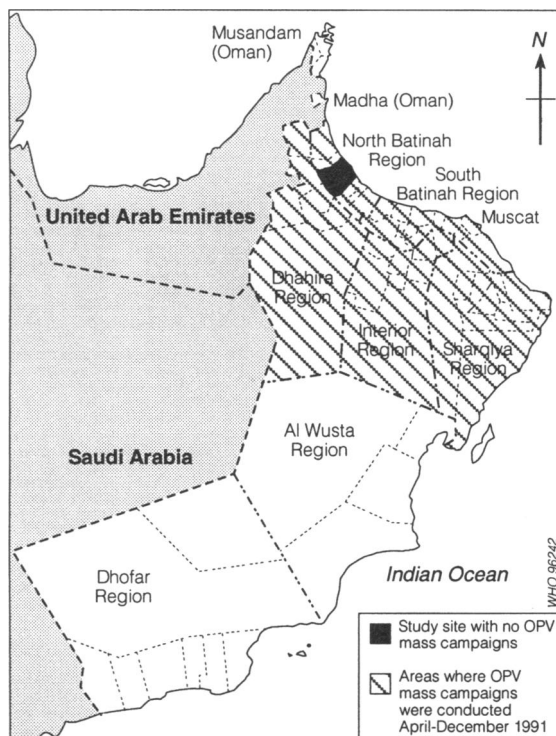 Musandam
(Oman)
N
Madha (Oman)
North Batinah
Region
South
Batinah Region
Muscat
United Arab Emirates
Dhahira
Region
Interior
Region
Sharqiya
Region
Al Wusta
Region
Saudi Arabia
Dhofar
Region
Indian Ocean
WHO 96242
Study site with no OPV
mass campaigns
Areas where OPV
mass campaigns
were conducted
April-December 1991